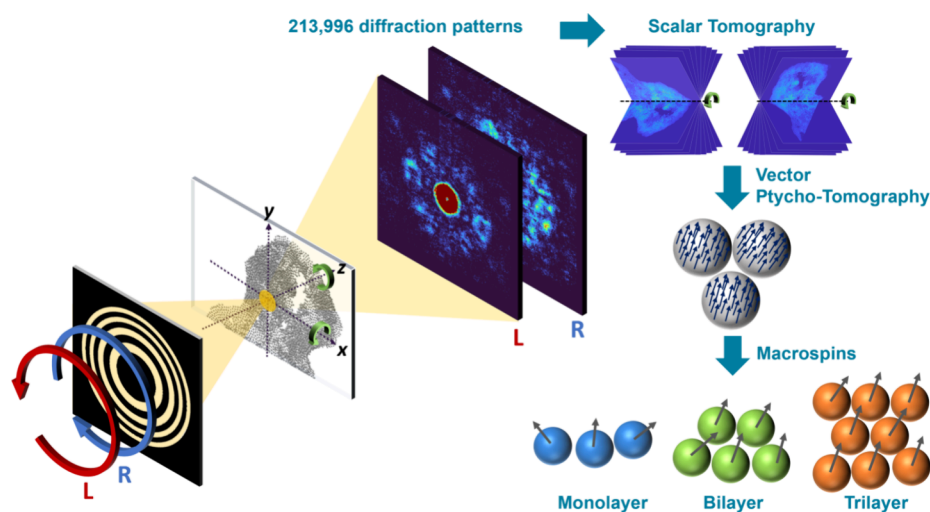 213,996 diffraction patterns
Scalar Tomography
Vector
Ptycho-Tomography
y
z
x
L
R
Macrospins
L
R
Monolayer
Bilayer
Trilayer